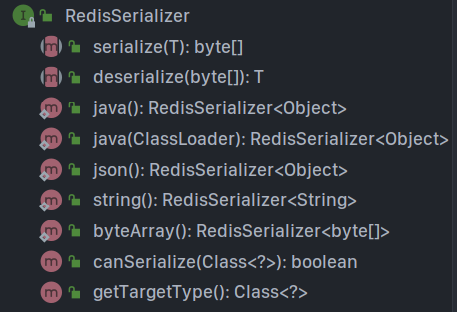 RedisSerializer
serialize(T): byte[]
deserialize(byte[]): T
java(): RedisSerializer<Object>
java(ClassLoader): RedisSerializer<Object>
json(): RedisSerializer<Object>
string(): RedisSerializer<String>
byteArray(): RedisSerializer<byte[]>
canSerialize(Class<?>): boolean
getTargetType(): Class<?>